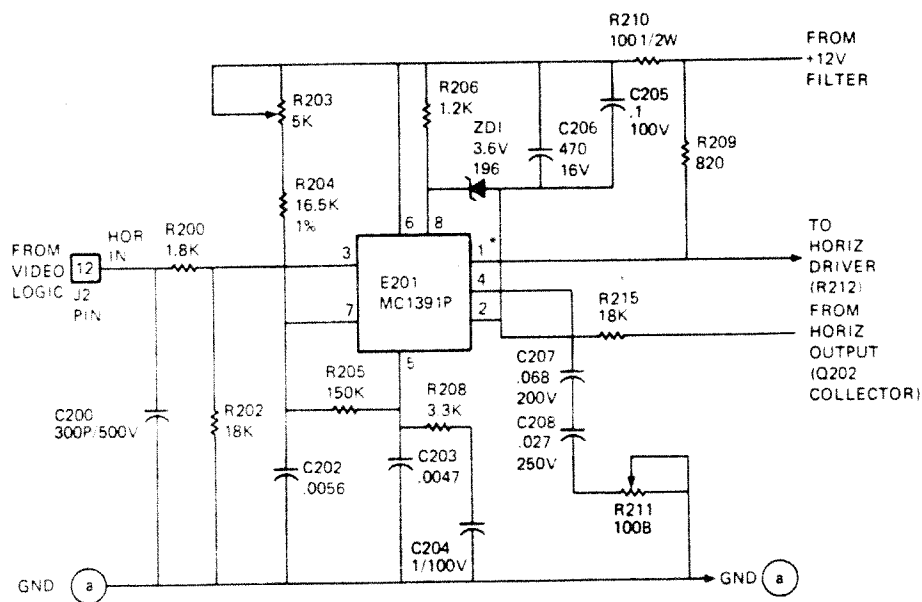 R210
100 1/2W
FROM
+12V
FILTER
R203
5K
R206
1.2K
ZDI
3.6V
196
C206
470
16V
C205
.1
100V
R209
820
R204
16.5K
1%
FROM
VIDEO
LOGIC
12
J2
PIN
HOR
IN
R200
1.8K
3
6
8
1*
E201
MC1391P
4
7
2
5
TO
HORIZ
DRIVER
(R212)
R215
18K
FROM
HORIZ
OUTPUT
(Q202
COLLECTOR)
C207
.068
200V
C208
.027
250V
R205
150K
R208
3.3K
C200
300P/500V
R202
18K
C202
.0056
C203
.0047
R211
100B
C204
1/100V
GND
a
GND
a